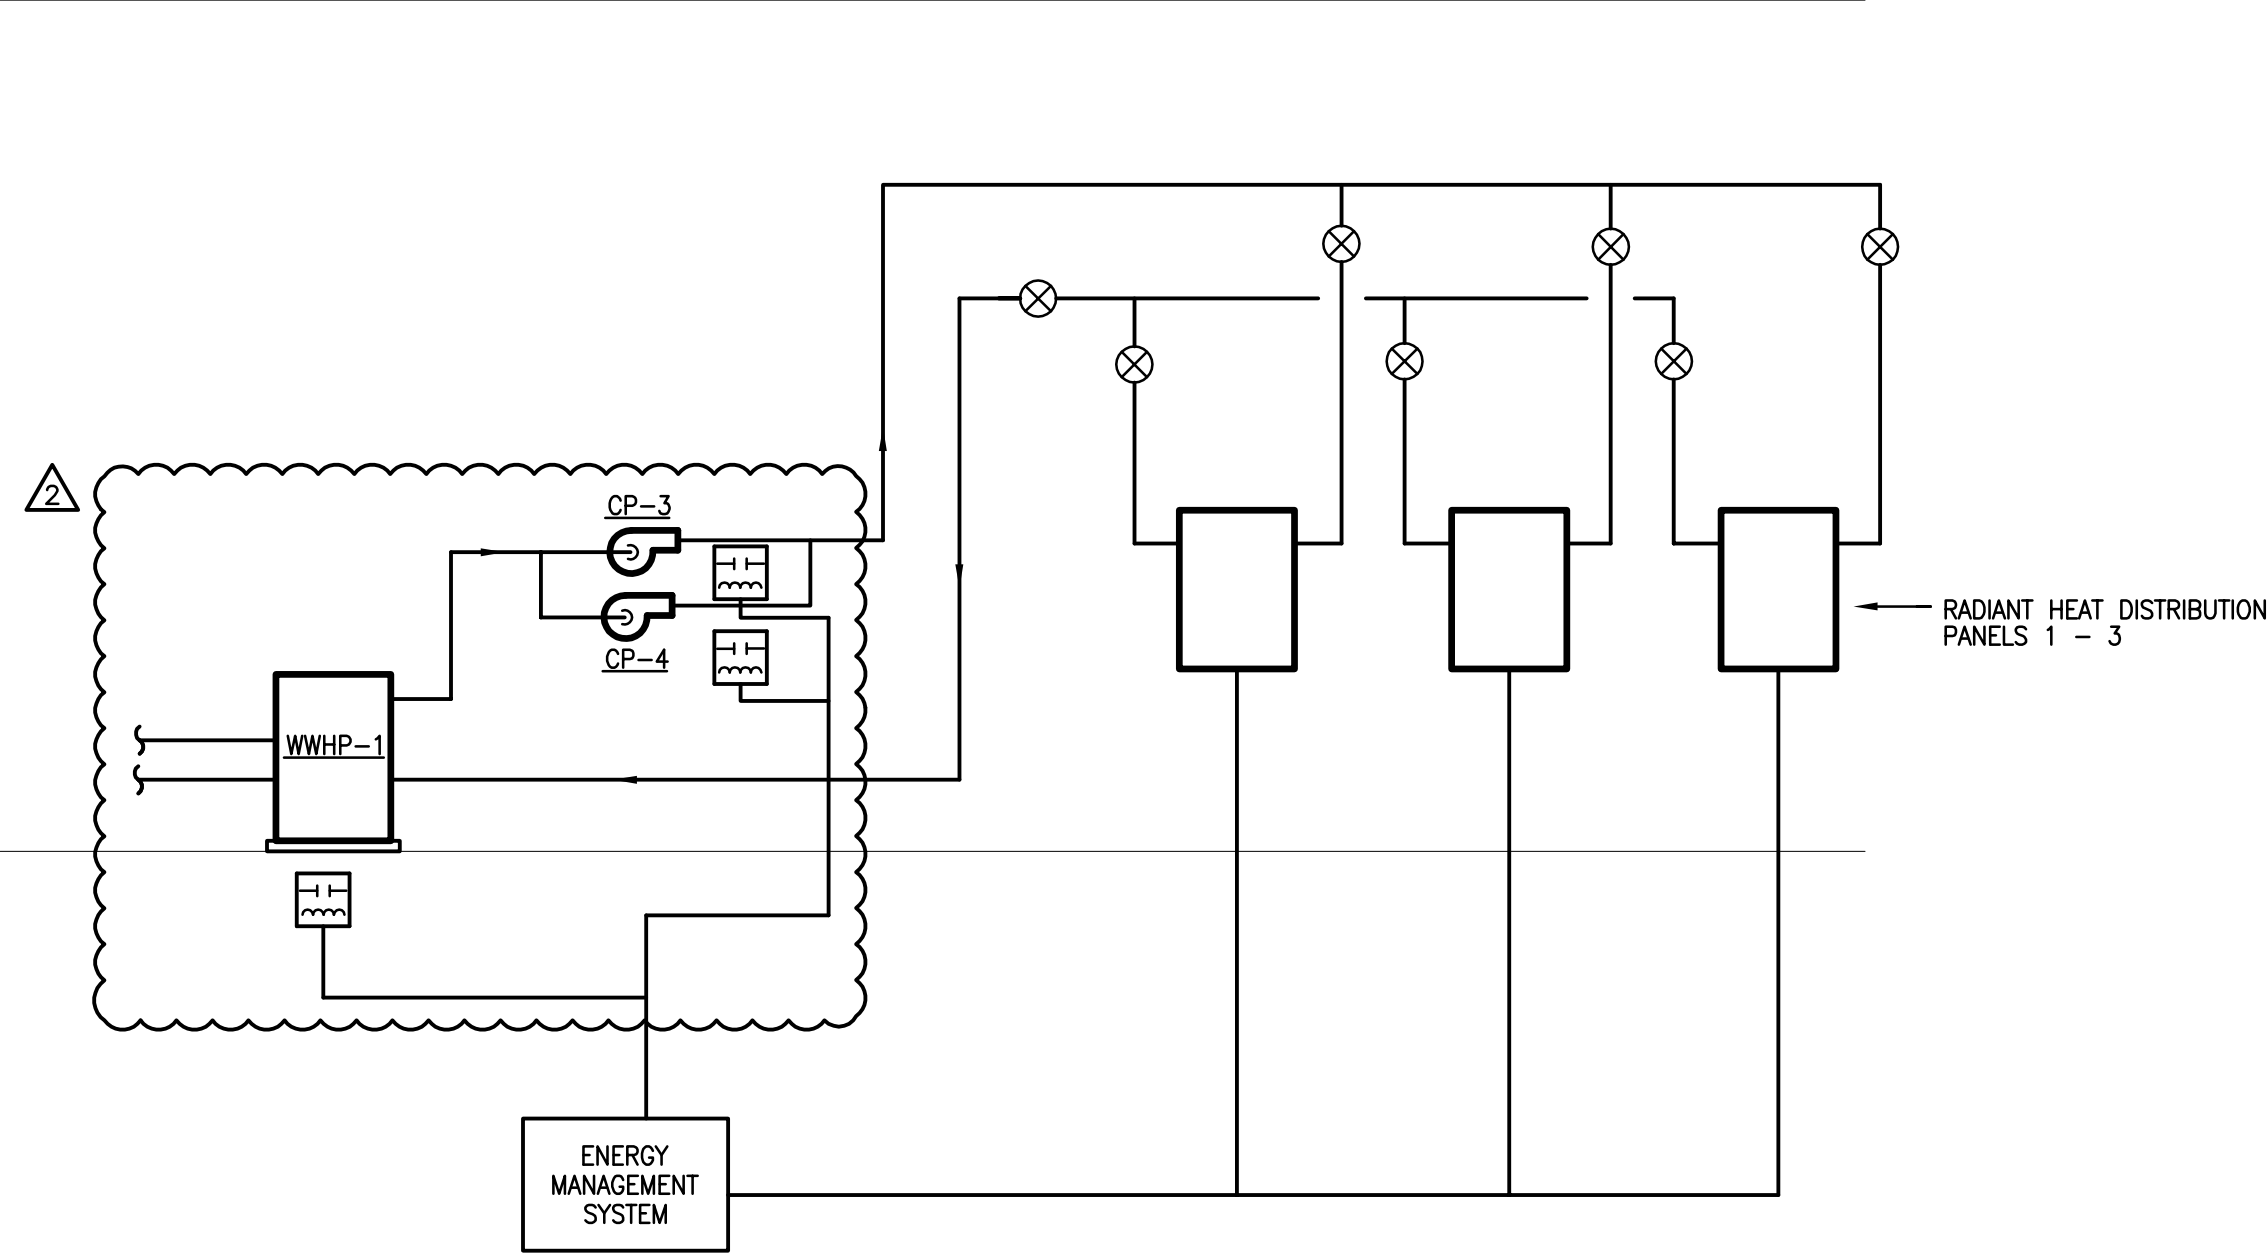 2
CP-3
CP-4
WWHP-1
RADIANT HEAT DISTRIBUTION
PANELS 1 - 3
ENERGY
MANAGEMENT
SYSTEM